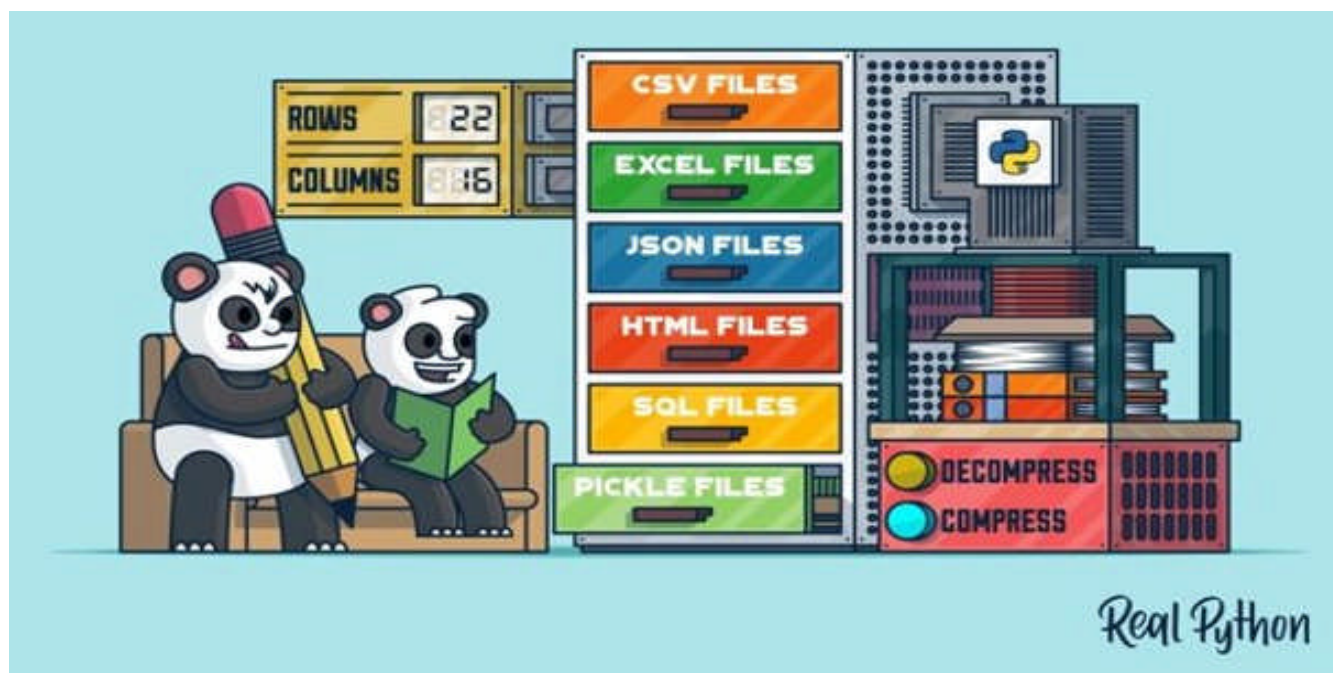 ROWS 22
COLUMNS 16
CSV FILES
EXCEL FILES
JSON FILES
HTML FILES
SQL FILES
PICKLE FILES
DECOMPRESS
COMPRESS
Real Python